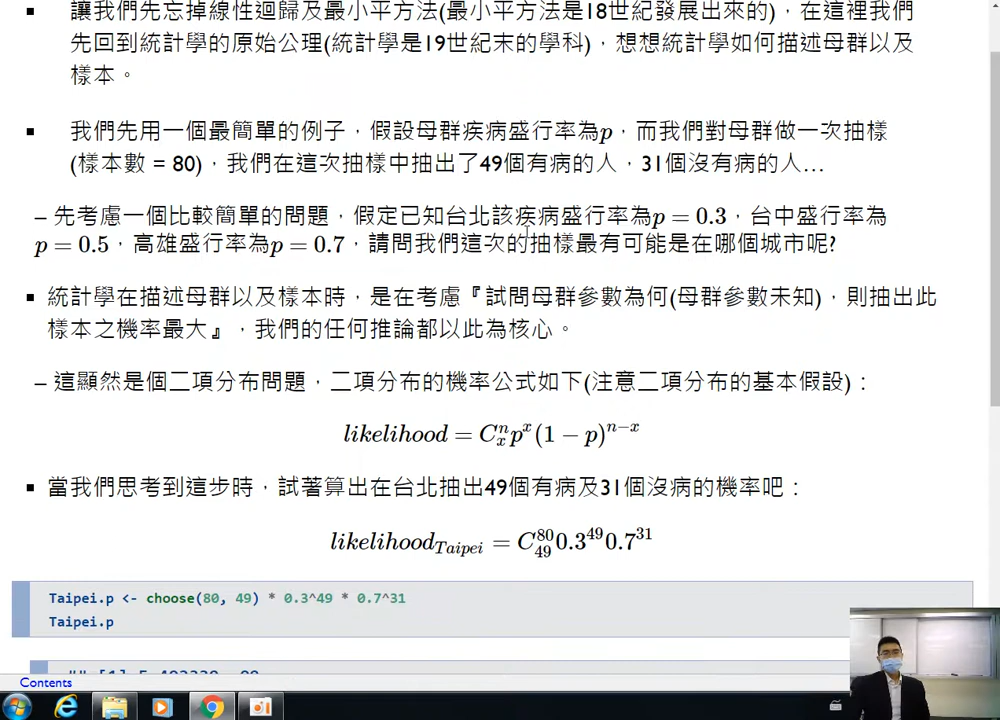 讓我們先忘掉線性迴歸及最小平方法(最小平方法是18世紀發展出來的)，在這裡我們
先回到統計學的原始公理(統計學是19世紀末的學科)，想想統計學如何描述母群以及
樣本。
我們先用一個最簡單的例子，假設母群疾病盛行率為p，而我們對母群做一次抽樣
(樣本數 = 80)，我們在這次抽樣中抽出了49個有病的人，31個沒有病的人...
– 先考慮一個比較簡單的問題，假定已知台北該疾病盛行率為p = 0.3，台中盛行率為
p = 0.5，高雄盛行率為p = 0.7，請問我們這次的抽樣最有可能是在哪個城市呢?
統計學在描述母群以及樣本時，是在考慮『試問母群參數為何(母群參數未知)，則抽出此
樣本之機率最大』，我們的任何推論都以此為核心。
– 這顯然是個二項分布問題，二項分布的機率公式如下(注意二項分布的基本假設)：
likelihood = C_x^n p^x (1 − p)^{n−x}
當我們思考到這步時，試著算出在台北抽出49個有病及31個沒病的機率吧：
likelihood_{Taipei} = C_{49}^{80} 0.3^{49} 0.7^{31}
Taipei.p <- choose(80, 49) * 0.3^49 * 0.7^31
Taipei.p
Contents